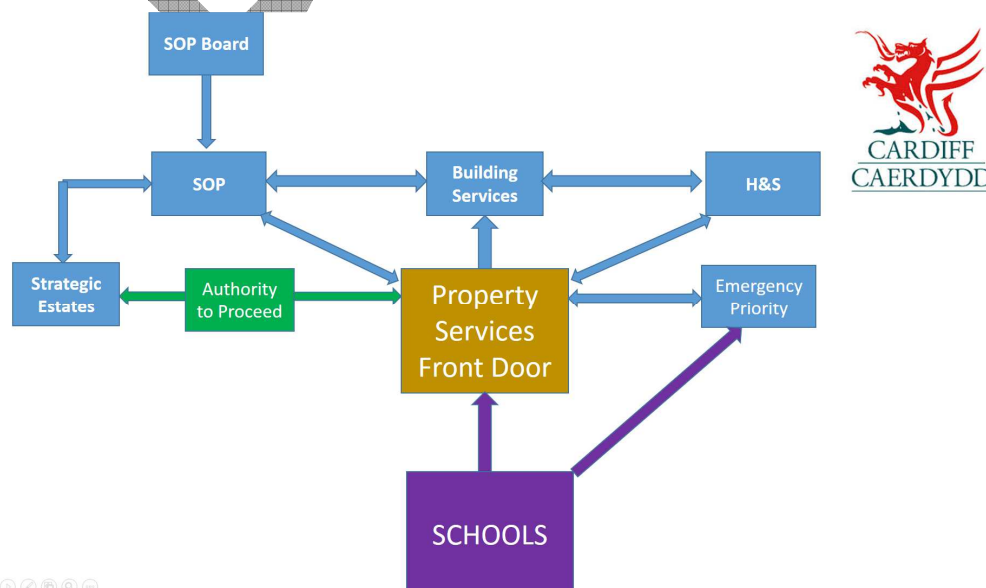 SOP Board
CARDIFF
CAERDYDD
SOP
Building
Services
H&S
Strategic
Estates
Authority
to Proceed
Property
Services
Front Door
Emergency
Priority
SCHOOLS